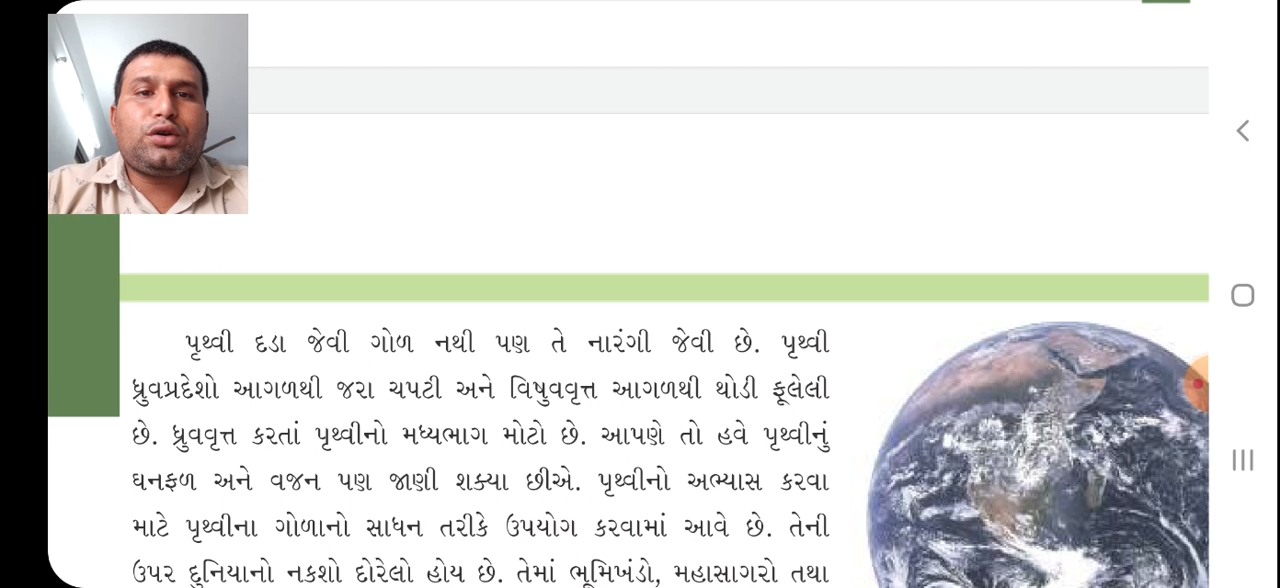 પૃથ્વી દડા જેવી ગોળ નથી પણ તે નારંગી જેવી છે. પૃથ્વી
ધ્રુવપ્રદેશો આગળથી જરા ચપટી અને વિષુવવૃત્ત આગળથી થોડી ફૂલેલી
છે. ધ્રુવવૃત્ત કરતાં પૃથ્વીનો મધ્યભાગ મોટો છે. આપણે તો હવે પૃથ્વીનું
ઘનફળ અને વજન પણ જાણી શક્યા છીએ. પૃથ્વીનો અભ્યાસ કરવા
માટે પૃથ્વીના ગોળાનો સાધન તરીકે ઉપયોગ કરવામાં આવે છે. તેની
ઉપર દુનિયાનો નકશો દોરેલો હોય છે. તેમાં ભૂમિખંડો, મહાસાગરો તથા